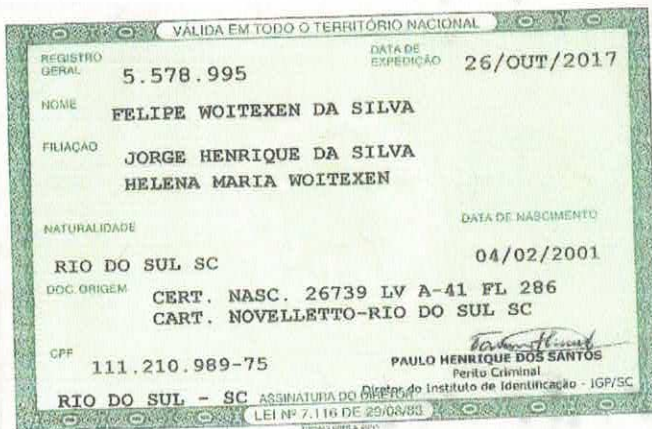 VÁLIDA EM TODO O TERRITÓRIO NACIONAL
REGISTRO GERAL 5.578.995 DATA DE EXPEDIÇÃO 26/OUT/2017
NOME FELIPE WOITEXEN DA SILVA
FILIAÇÃO JORGE HENRIQUE DA SILVA
HELENA MARIA WOITEXEN
NATURALIDADE DATA DE NASCIMENTO
RIO DO SUL SC 04/02/2001
DOC. ORIGEM CERT. NASC. 26739 LV A-41 FL 286
CART. NOVELLETTO-RIO DO SUL SC
CPF 111.210.989-75 PAULO HENRIQUE DOS SANTOS
Perito Criminal
RIO DO SUL - SC ASSINATURA DO DIRETOR Diretor do Instituto de Identificação - IGP/SC
LEI Nº 7.116 DE 29/08/83